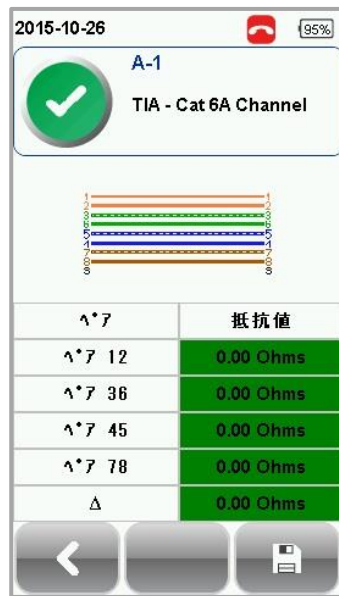 2015-10-26
95%
A-1
TIA - Cat 6A Channel
1 1
2 2
3 3
6 6
5 5
4 4
7 7
8 8
S S
ペア 抵抗値
ペア 12 0.00 Ohms
ペア 36 0.00 Ohms
ペア 45 0.00 Ohms
ペア 78 0.00 Ohms
Δ 0.00 Ohms